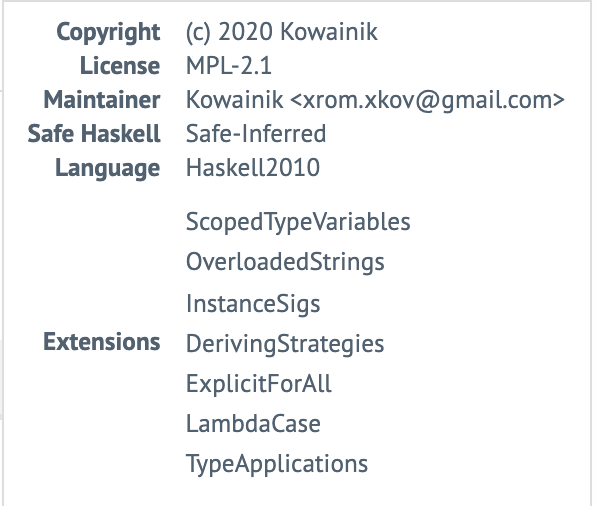 Copyright (c) 2020 Kowainik
License MPL-2.1
Maintainer Kowainik <xrom.xkov@gmail.com>
Safe Haskell Safe-Inferred
Language Haskell2010
ScopedTypeVariables
OverloadedStrings
InstanceSigs
Extensions DerivingStrategies
ExplicitForAll
LambdaCase
TypeApplications